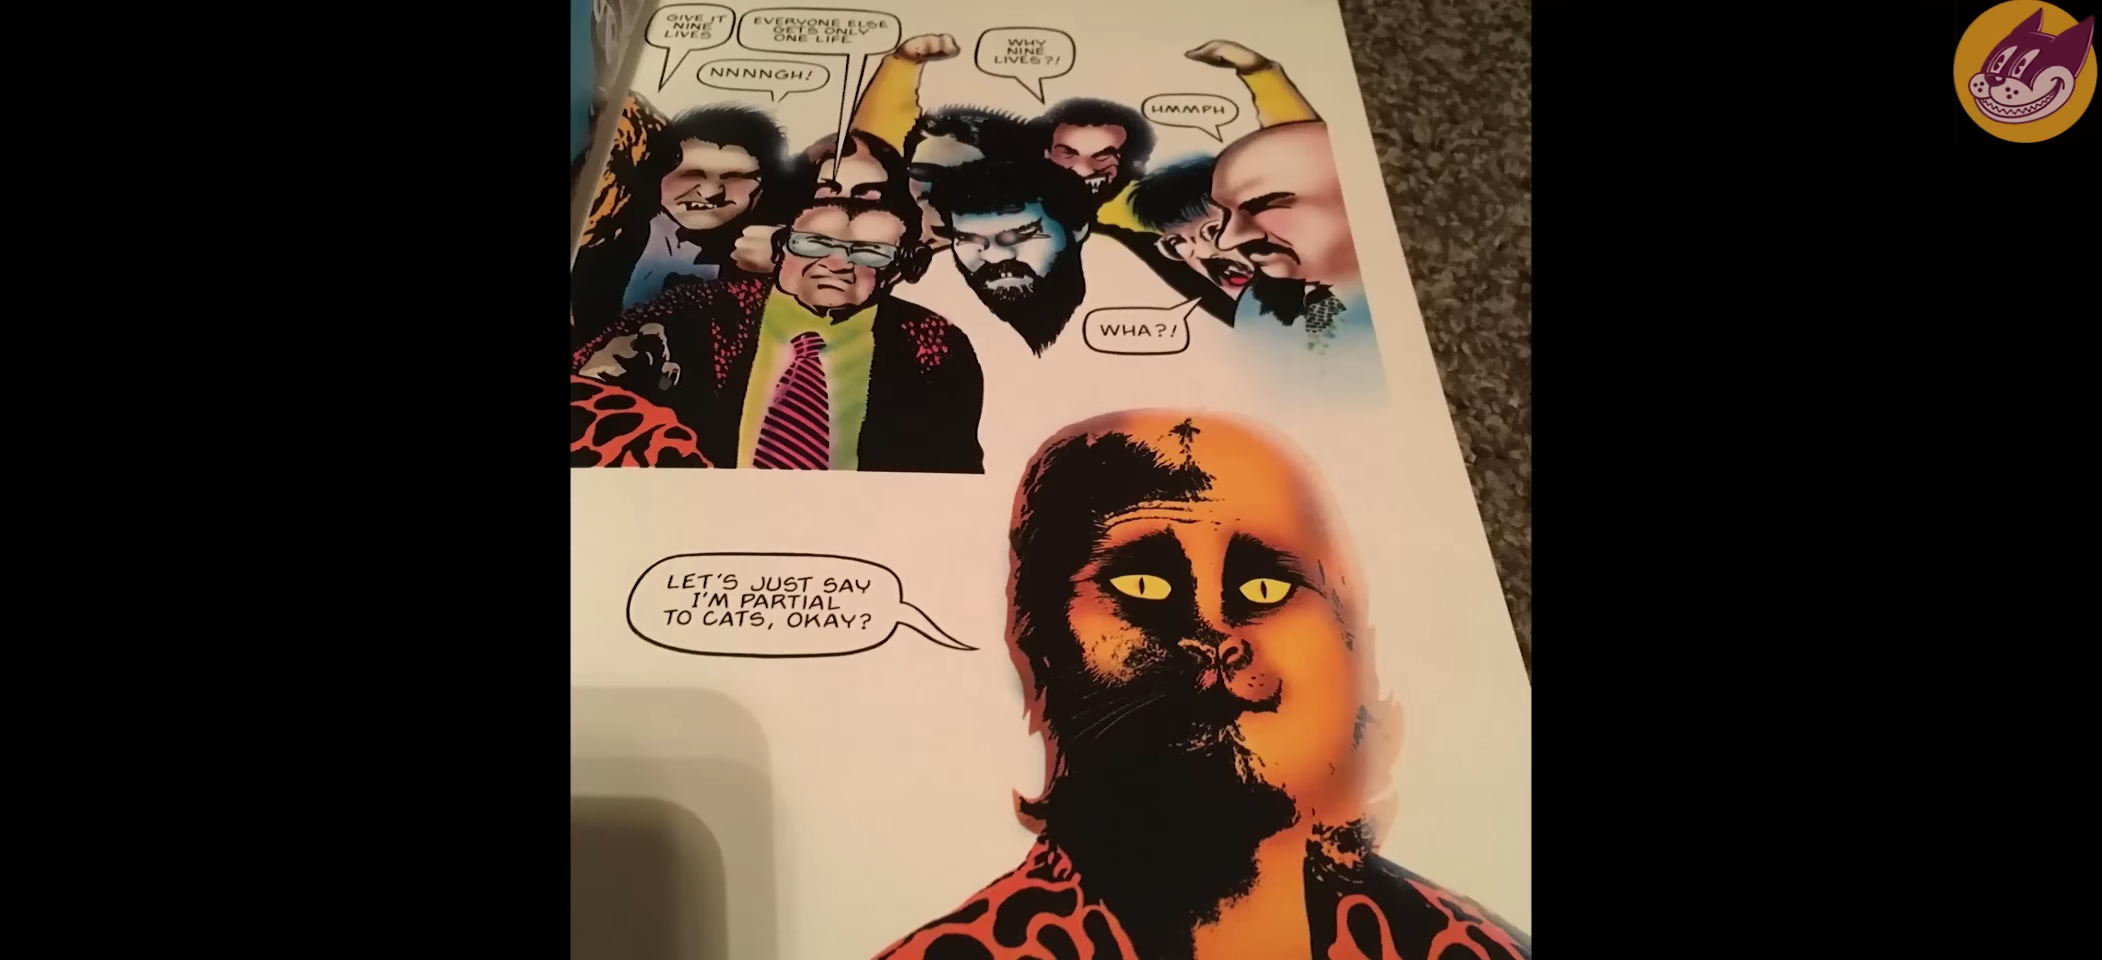 GIVE IT
NINE
LIVES
EVERYONE ELSE
GETS ONLY
ONE LIFE
NNNNGH!
WHY
NINE
LIVES?!
HMMPH
WHA?!
LET'S JUST SAY
I'M PARTIAL
TO CATS, OKAY?